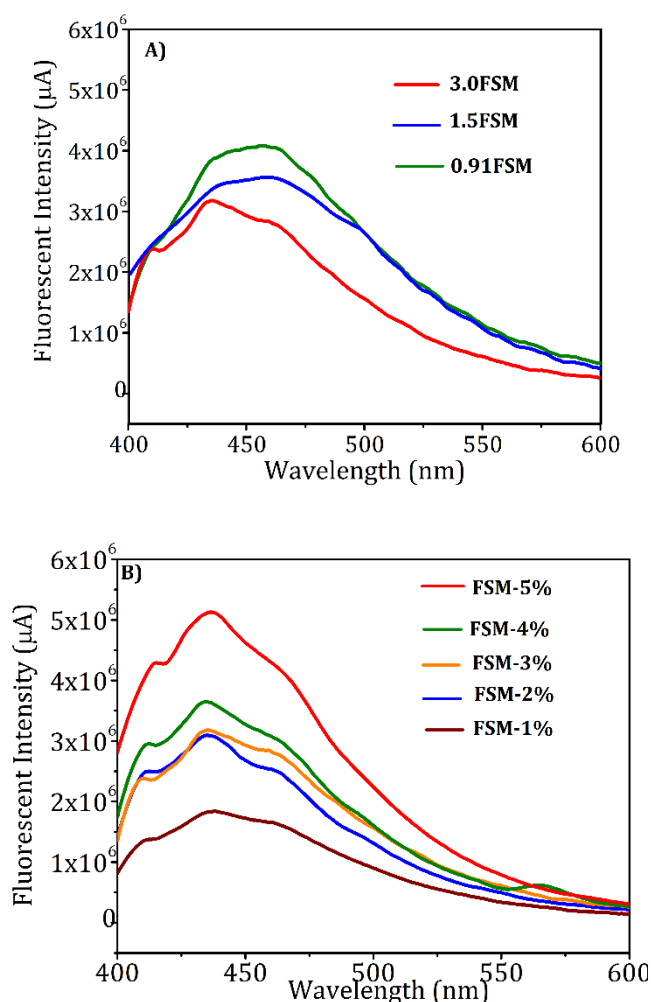 A)
6x10⁶
5x10⁶
4x10⁶
3x10⁶
2x10⁶
1x10⁶
0
Fluorescent Intensity (µA)
3.0FSM
1.5FSM
0.91FSM
400 450 500 550 600
Wavelength (nm)
B)
6x10⁶
5x10⁶
4x10⁶
3x10⁶
2x10⁶
1x10⁶
0
Fluorescent Intensity (µA)
FSM-5%
FSM-4%
FSM-3%
FSM-2%
FSM-1%
400 450 500 550 600
Wavelength (nm)